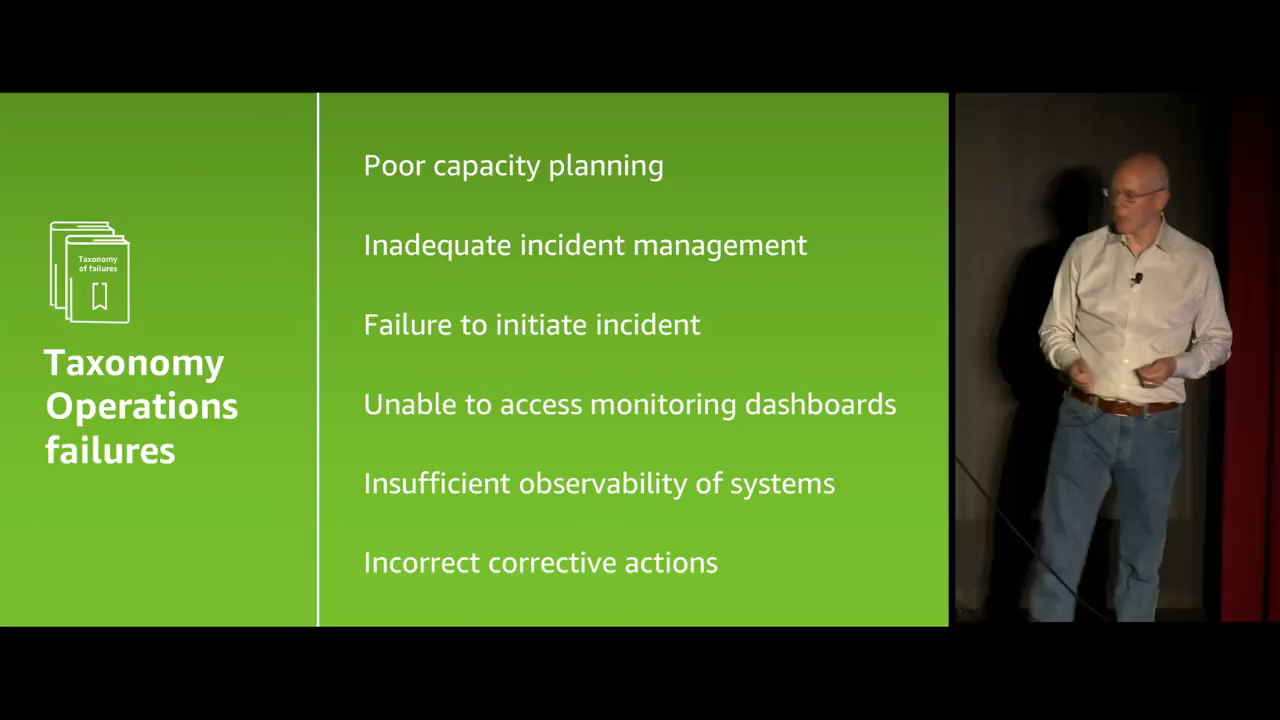 Taxonomy
of failures
Taxonomy
Operations
failures
Poor capacity planning
Inadequate incident management
Failure to initiate incident
Unable to access monitoring dashboards
Insufficient observability of systems
Incorrect corrective actions